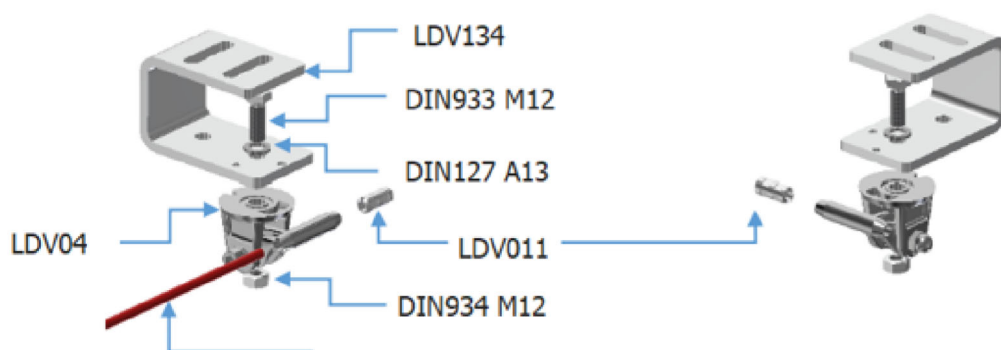 LDV134
DIN933 M12
DIN127 A13
LDV04
LDV011
DIN934 M12